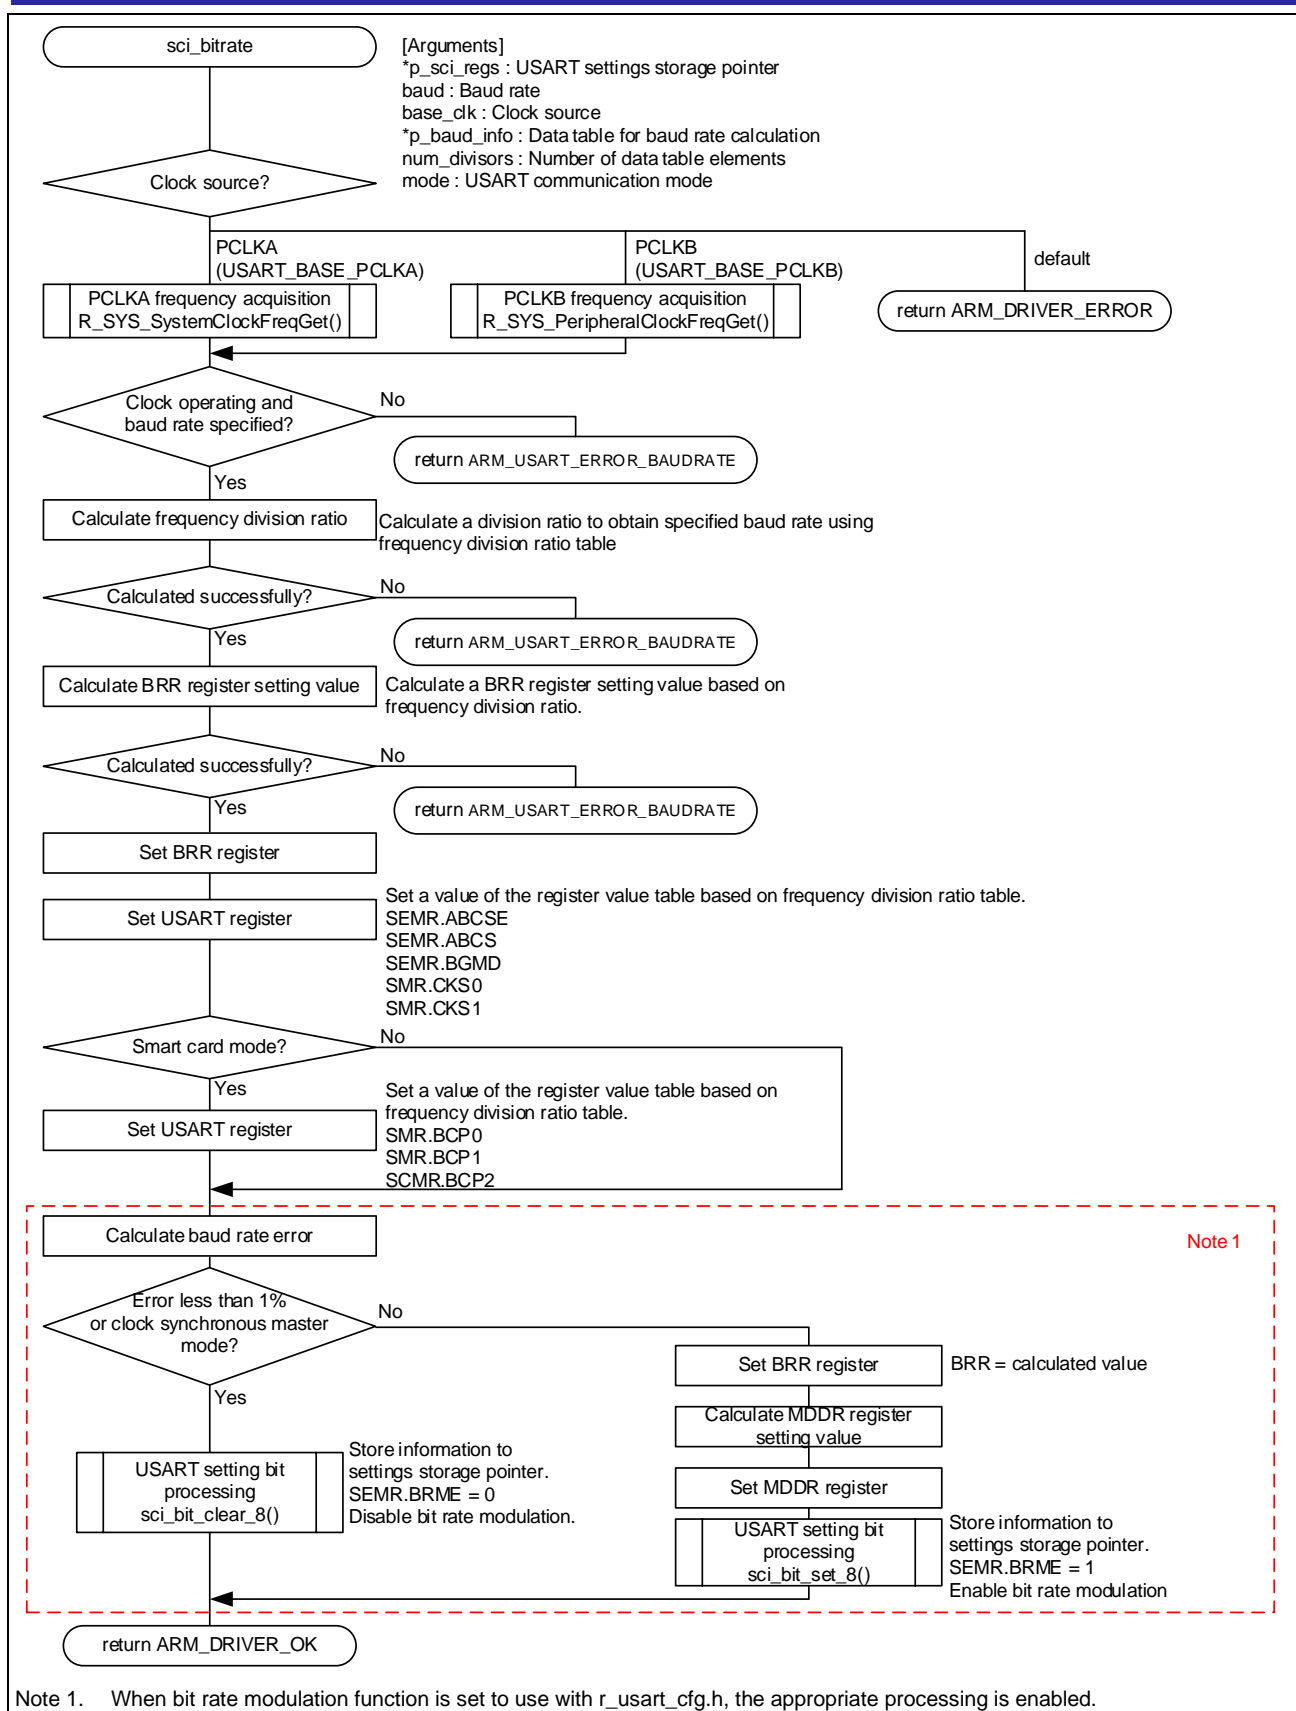 sci_bitrate
[Arguments]
*p_sci_regs : USART settings storage pointer
baud : Baud rate
base_clk : Clock source
*p_baud_info : Data table for baud rate calculation
num_divisors : Number of data table elements
mode : USART communication mode
Clock source?
PCLKA
(USART_BASE_PCLKA)
PCLKB
(USART_BASE_PCLKB)
default
PCLKA frequency acquisition
R_SYS_SystemClockFreqGet()
PCLKB frequency acquisition
R_SYS_PeripheralClockFreqGet()
return ARM_DRIVER_ERROR
Clock operating and
baud rate specified?
No
return ARM_USART_ERROR_BAUDRATE
Yes
Calculate frequency division ratio
Calculate a division ratio to obtain specified baud rate using
frequency division ratio table
Calculated successfully?
No
return ARM_USART_ERROR_BAUDRATE
Yes
Calculate BRR register setting value
Calculate a BRR register setting value based on
frequency division ratio.
Calculated successfully?
No
return ARM_USART_ERROR_BAUDRATE
Yes
Set BRR register
Set USART register
Set a value of the register value table based on frequency division ratio table.
SEMR.ABCSE
SEMR.ABCS
SEMR.BGMD
SMR.CKS0
SMR.CKS1
Smart card mode?
No
Yes
Set USART register
Set a value of the register value table based on
frequency division ratio table.
SMR.BCP0
SMR.BCP1
SCMR.BCP2
Calculate baud rate error
Note 1
Error less than 1%
or clock synchronous master
mode?
No
Yes
Set BRR register
BRR = calculated value
Calculate MDDR register
setting value
Set MDDR register
USART setting bit
processing
sci_bit_clear_8()
Store information to
settings storage pointer.
SEMR.BRME = 0
Disable bit rate modulation.
USART setting bit
processing
sci_bit_set_8()
Store information to
settings storage pointer.
SEMR.BRME = 1
Enable bit rate modulation
return ARM_DRIVER_OK
Note 1. When bit rate modulation function is set to use with r_usart_cfg.h, the appropriate processing is enabled.